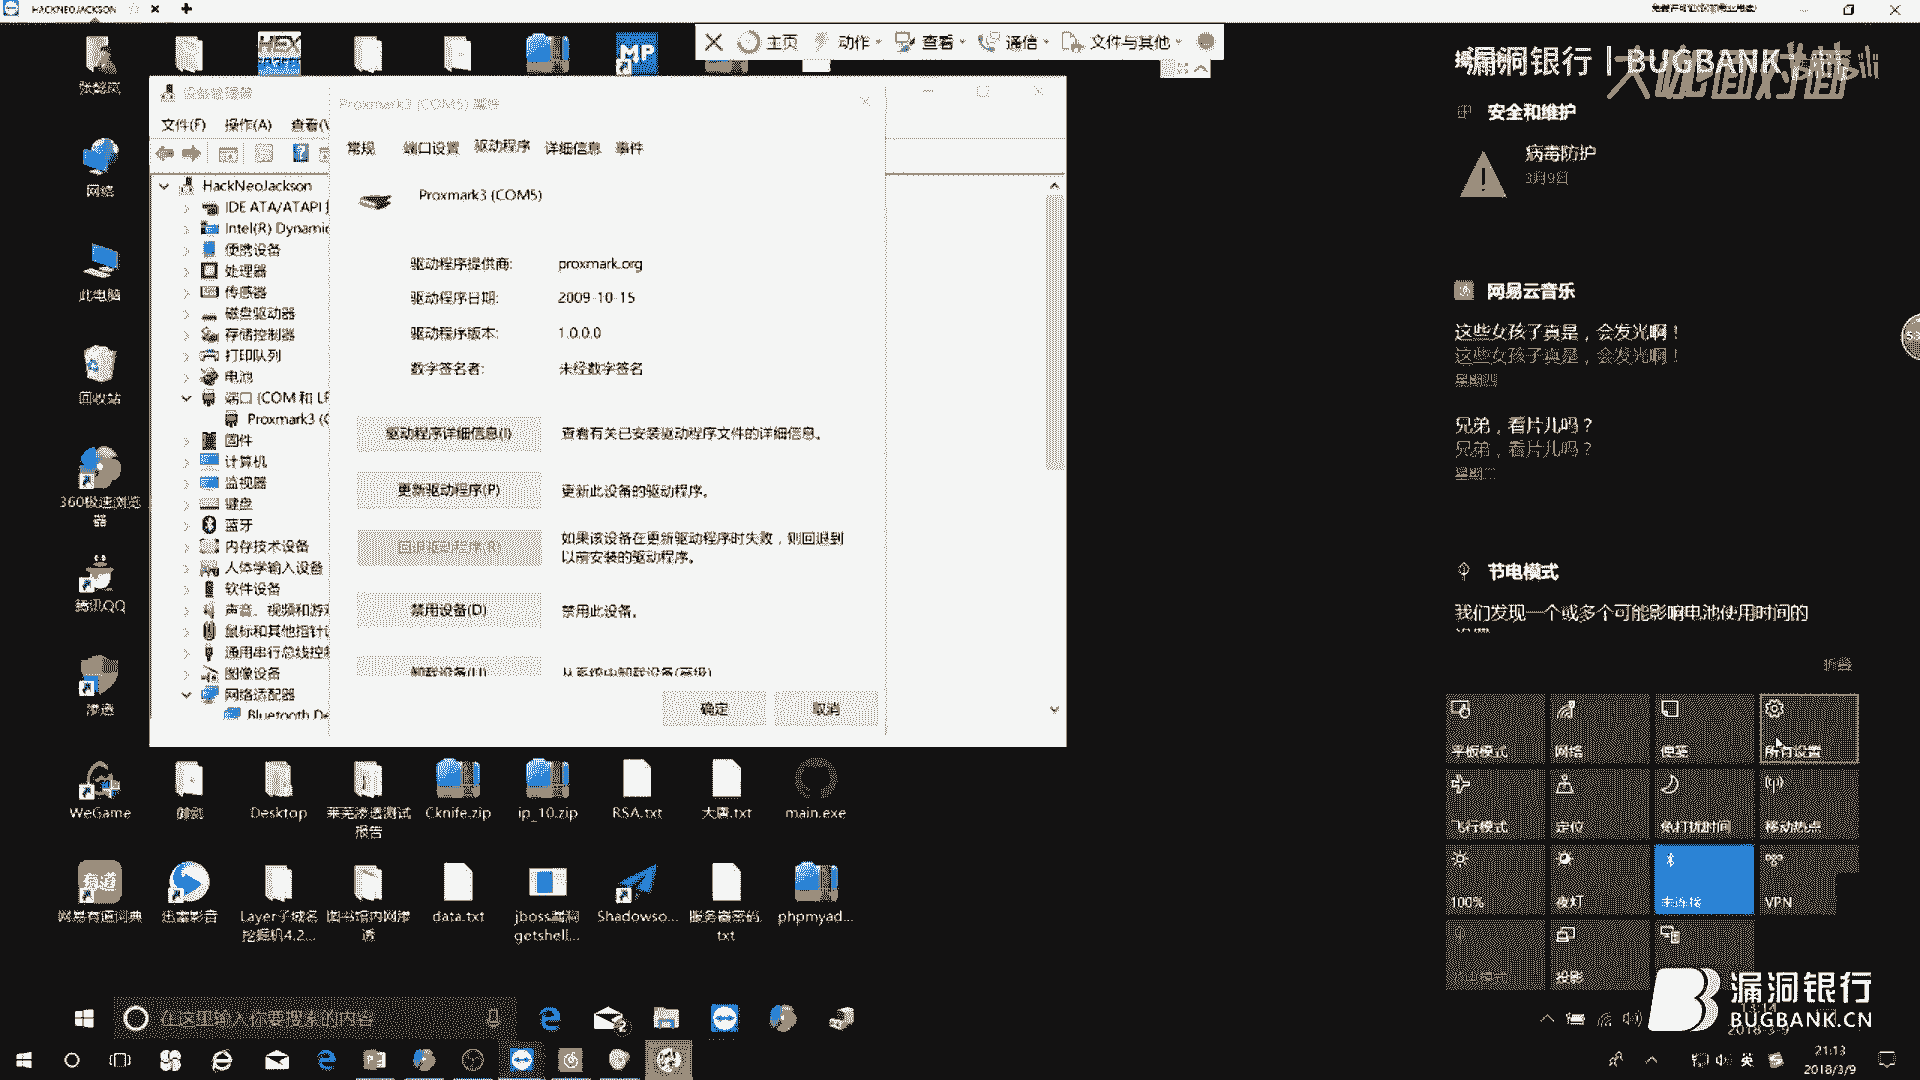 HACKNEOJACKSON
主页
动作
查看
通信
文件与其他
漏洞银行 | BUGBANK
大咖面对面
张懿岚
网络
此电脑
回收站
360极速浏览
器
腾讯QQ
渗透
设备管理器
文件(F)
操作(A)
查看(V
HackNeoJackson
IDE ATA/ATAPI
Intel(R) Dynamic
便携设备
处理器
传感器
磁盘驱动器
存储控制器
打印队列
电池
端口 (COM 和 LP
Proxmark3 (C
固件
计算机
监视器
键盘
蓝牙
内存技术设备
人体学输入设备
软件设备
声音、视频和游戏
鼠标和其他指针设
通用串行总线控制
图像设备
网络适配器
Bluetooth De
Proxmark3 (COM5) 属性
常规
端口设置
驱动程序
详细信息
事件
Proxmark3 (COM5)
驱动程序提供商:
proxmark.org
驱动程序日期:
2009-10-15
驱动程序版本:
1.0.0.0
数字签名者:
未经数字签名
驱动程序详细信息(I)
查看有关已安装驱动程序文件的详细信息。
更新驱动程序(P)
更新此设备的驱动程序。
回退驱动程序(R)
如果该设备在更新驱动程序时失败，则回退到
以前安装的驱动程序。
禁用设备(D)
禁用此设备。
卸载设备(U)
从系统中卸载设备(高级)
确定
取消
安全和维护
病毒防护
3月9日
网易云音乐
这些女孩子真是，会发光啊！
这些女孩子真是，会发光啊！
星期四
兄弟，看片儿吗？
兄弟，看片儿吗？
星期二
节电模式
我们发现一个或多个可能影响电池使用时间的
折叠
平板模式
网络
便笺
所有设置
飞行模式
定位
免打扰时间
移动热点
100%
夜灯
未连接
VPN
投影
WeGame
御剑
Desktop
莱芜渗透测试
报告
Cknife.zip
ip_10.zip
RSA.txt
大唐.txt
main.exe
网易有道词典
迅雷影音
Layer子域名
挖掘机4.2...
图书馆内网渗
透
data.txt
jboss漏洞
getshell...
Shadowso...
服务器密码.
txt
phpmyad...
在这里输入你要搜索的内容
漏洞银行
BUGBANK.CN
2018-3-9
英
21:13
2018/3/9